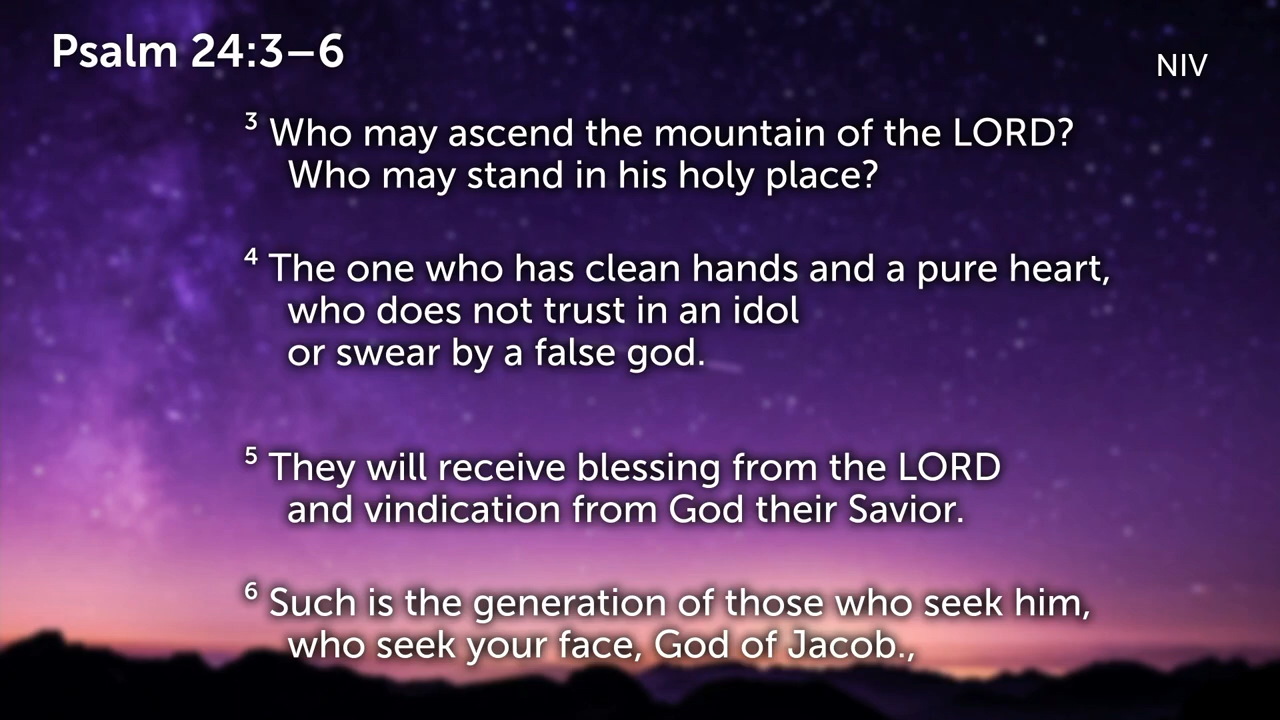 Psalm 24:3–6
NIV
3 Who may ascend the mountain of the LORD?
Who may stand in his holy place?
4 The one who has clean hands and a pure heart,
who does not trust in an idol
or swear by a false god.
5 They will receive blessing from the LORD
and vindication from God their Savior.
6 Such is the generation of those who seek him,
who seek your face, God of Jacob.,